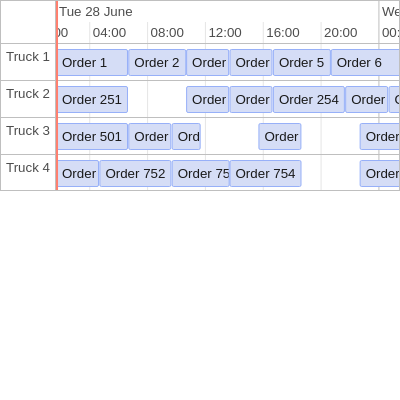 Tue 28 June We
00 04:00 08:00 12:00 16:00 20:00 00:
Truck 1 Order 1 Order 2 Order Order Order 5 Order 6
Truck 2 Order 251 Order Order Order 254 Order
Truck 3 Order 501 Order Ord Order Order
Truck 4 Order Order 752 Order 75 Order 754 Order